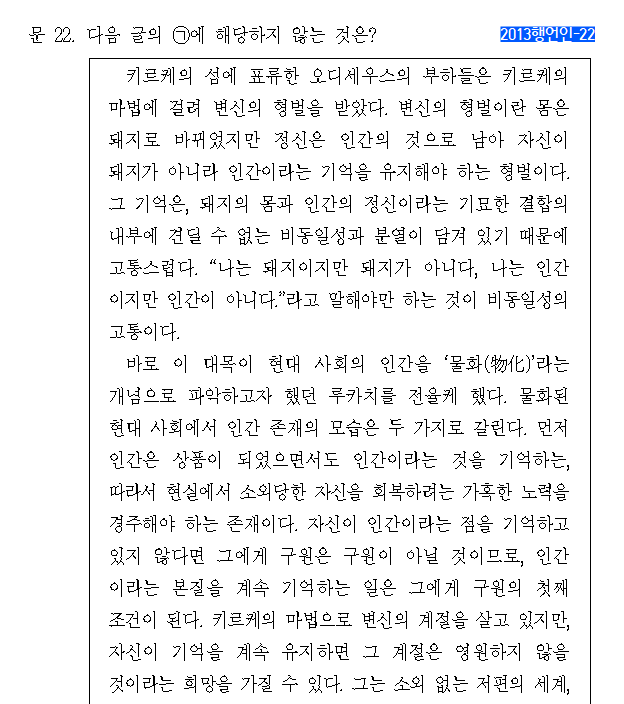 문 22. 다음 글의 ㉠에 해당하지 않는 것은?
2013행언인-22
키르케의 섬에 표류한 오디세우스의 부하들은 키르케의
마법에 걸려 변신의 형벌을 받았다. 변신의 형벌이란 몸은
돼지로 바뀌었지만 정신은 인간의 것으로 남아 자신이
돼지가 아니라 인간이라는 기억을 유지해야 하는 형벌이다.
그 기억은, 돼지의 몸과 인간의 정신이라는 기묘한 결합의
내부에 견딜 수 없는 비동일성과 분열이 담겨 있기 때문에
고통스럽다. “나는 돼지이지만 돼지가 아니다, 나는 인간
이지만 인간이 아니다.”라고 말해야만 하는 것이 비동일성의
고통이다.
바로 이 대목이 현대 사회의 인간을 ‘물화(物化)’라는
개념으로 파악하고자 했던 루카치를 전율케 했다. 물화된
현대 사회에서 인간 존재의 모습은 두 가지로 갈린다. 먼저
인간은 상품이 되었으면서도 인간이라는 것을 기억하는,
따라서 현실에서 소외당한 자신을 회복하려는 가혹한 노력을
경주해야 하는 존재이다. 자신이 인간이라는 점을 기억하고
있지 않다면 그에게 구원은 구원이 아닐 것이므로, 인간
이라는 본질을 계속 기억하는 일은 그에게 구원의 첫째
조건이 된다. 키르케의 마법으로 변신의 계절을 살고 있지만,
자신이 기억을 계속 유지하면 그 계절은 영원하지 않을
것이라는 희망을 가질 수 있다. 그는 소외 없는 저편의 세계,